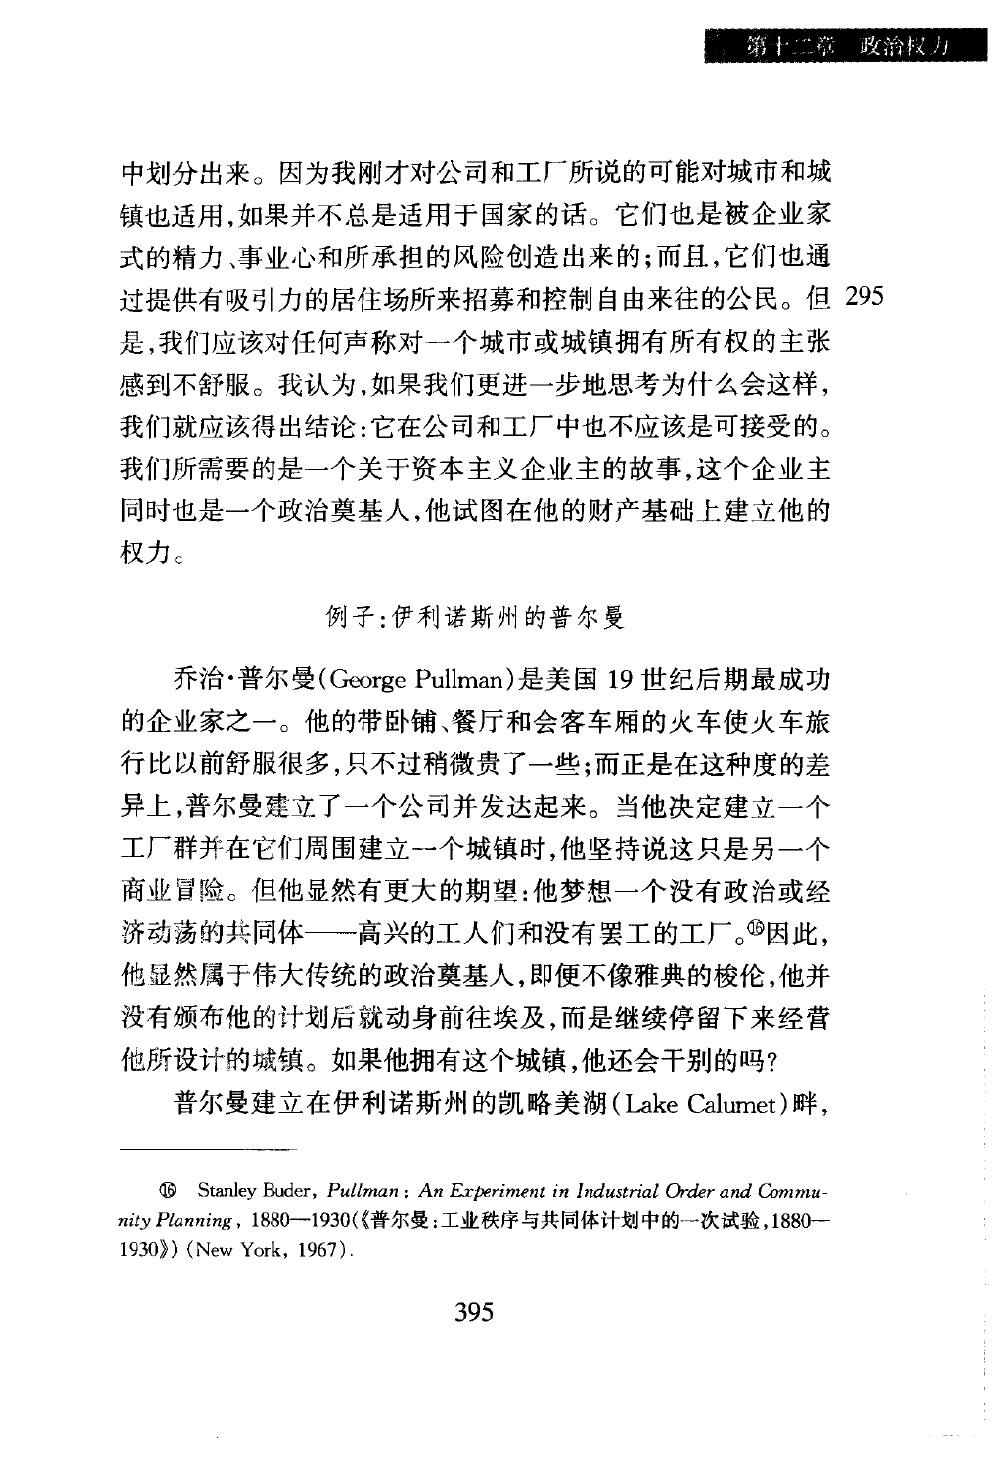 第十二章 政治权力
中划分出来。因为我刚才对公司和工厂所说的可能对城市和城
镇也适用,如果并不总是适用于国家的话。它们也是被企业家
式的精力、事业心和所承担的风险创造出来的;而且,它们也通
过提供有吸引力的居住场所来招募和控制自由来往的公民。但 295
是,我们应该对任何声称对一个城市或城镇拥有所有权的主张
感到不舒服。我认为,如果我们更进一步地思考为什么会这样,
我们就应该得出结论:它在公司和工厂中也不应该是可接受的。
我们所需要的是一个关于资本主义企业主的故事,这个企业主
同时也是一个政治奠基人,他试图在他的财产基础上建立他的
权力。
例子:伊利诺斯州的普尔曼
乔治·普尔曼(George Pullman)是美国 19 世纪后期最成功
的企业家之一。他的带卧铺、餐厅和会客车厢的火车使火车旅
行比以前舒服很多,只不过稍微贵了一些;而正是在这种度的差
异上,普尔曼建立了一个公司并发达起来。当他决定建立一个
工厂群并在它们周围建立一个城镇时,他坚持说这只是另一个
商业冒险。但他显然有更大的期望:他梦想一个没有政治或经
济动荡的共同体——高兴的工人们和没有罢工的工厂。⑯因此,
他显然属于伟大传统的政治奠基人,即便不像雅典的梭伦,他并
没有颁布他的计划后就动身前往埃及,而是继续停留下来经营
他所设计的城镇。如果他拥有这个城镇,他还会干别的吗?
普尔曼建立在伊利诺斯州的凯略美湖(Lake Calumet)畔,
⑯ Stanley Buder, Pullman: An Experiment in Industrial Order and Commu-
nity Planning, 1880—1930(《普尔曼:工业秩序与共同体计划中的一次试验,1880—
1930》) (New York, 1967).
395